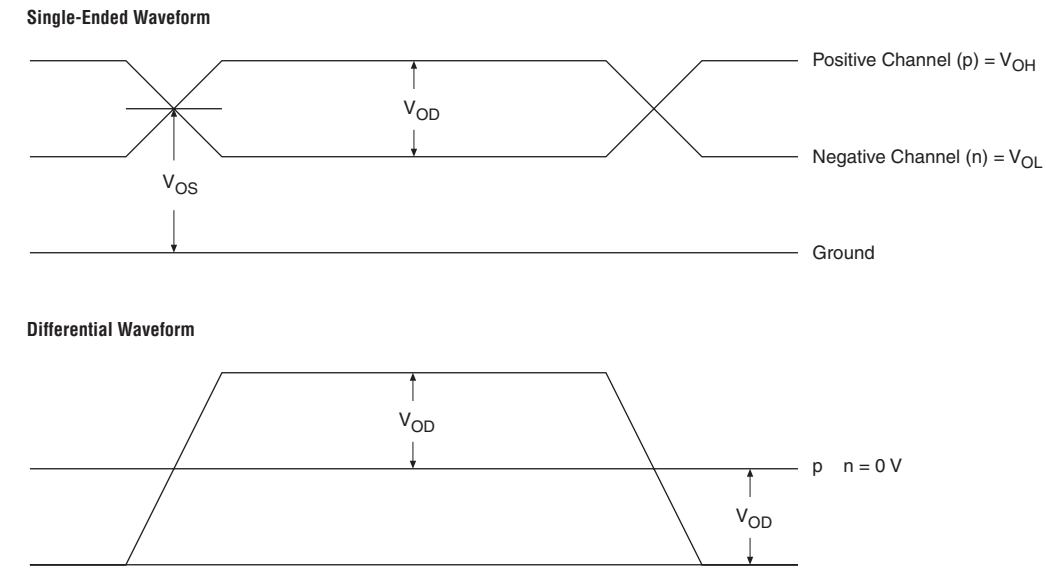 Single-Ended Waveform
Positive Channel (p) = VOH
VOD
Negative Channel (n) = VOL
VOS
Ground
Differential Waveform
VOD
p n = 0 V
VOD